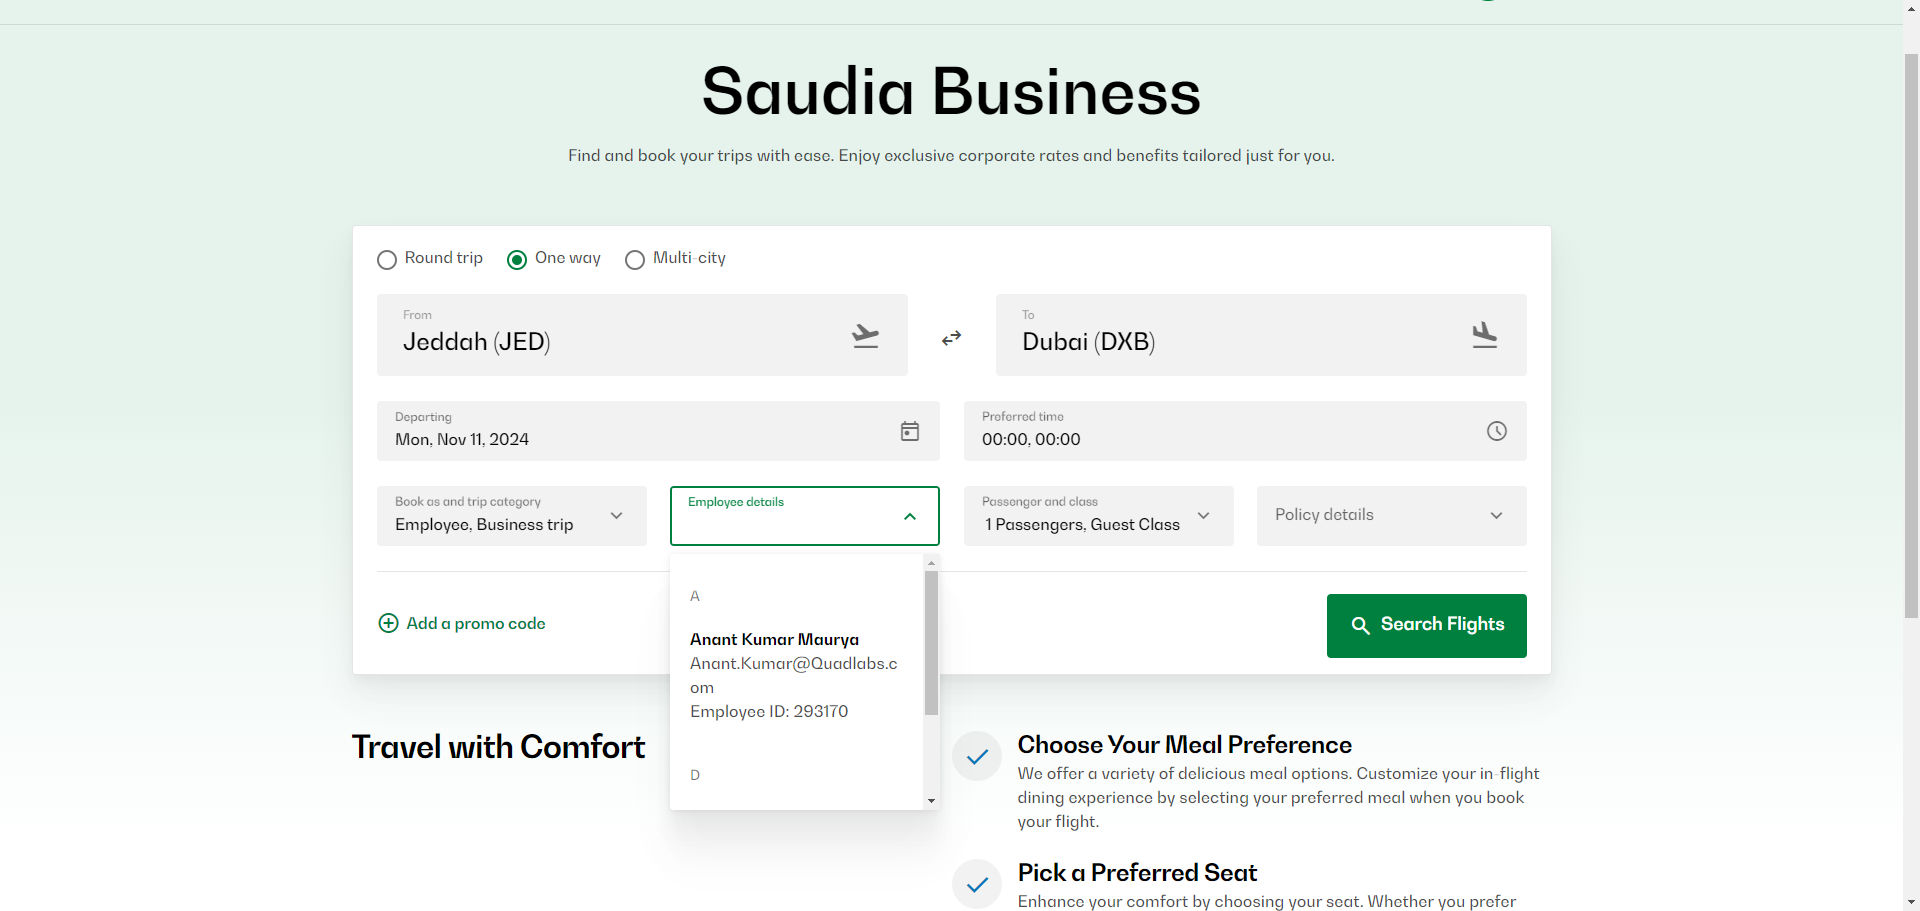 Saudia Business
Find and book your trips with ease. Enjoy exclusive corporate rates and benefits tailored just for you.
Round trip
One way
Multi-city
From
Jeddah (JED)
To
Dubai (DXB)
Departing
Mon, Nov 11, 2024
Preferred time
00:00, 00:00
Book as and trip category
Employee, Business trip
Employee details
Passenger and class
1 Passengers, Guest Class
Policy details
A
Anant Kumar Maurya
Anant.Kumar@Quadlabs.c
om
Employee ID: 293170
D
Add a promo code
Search Flights
Travel with Comfort
Choose Your Meal Preference
We offer a variety of delicious meal options. Customize your in-flight
dining experience by selecting your preferred meal when you book
your flight.
Pick a Preferred Seat
Enhance your comfort by choosing your seat. Whether you prefer